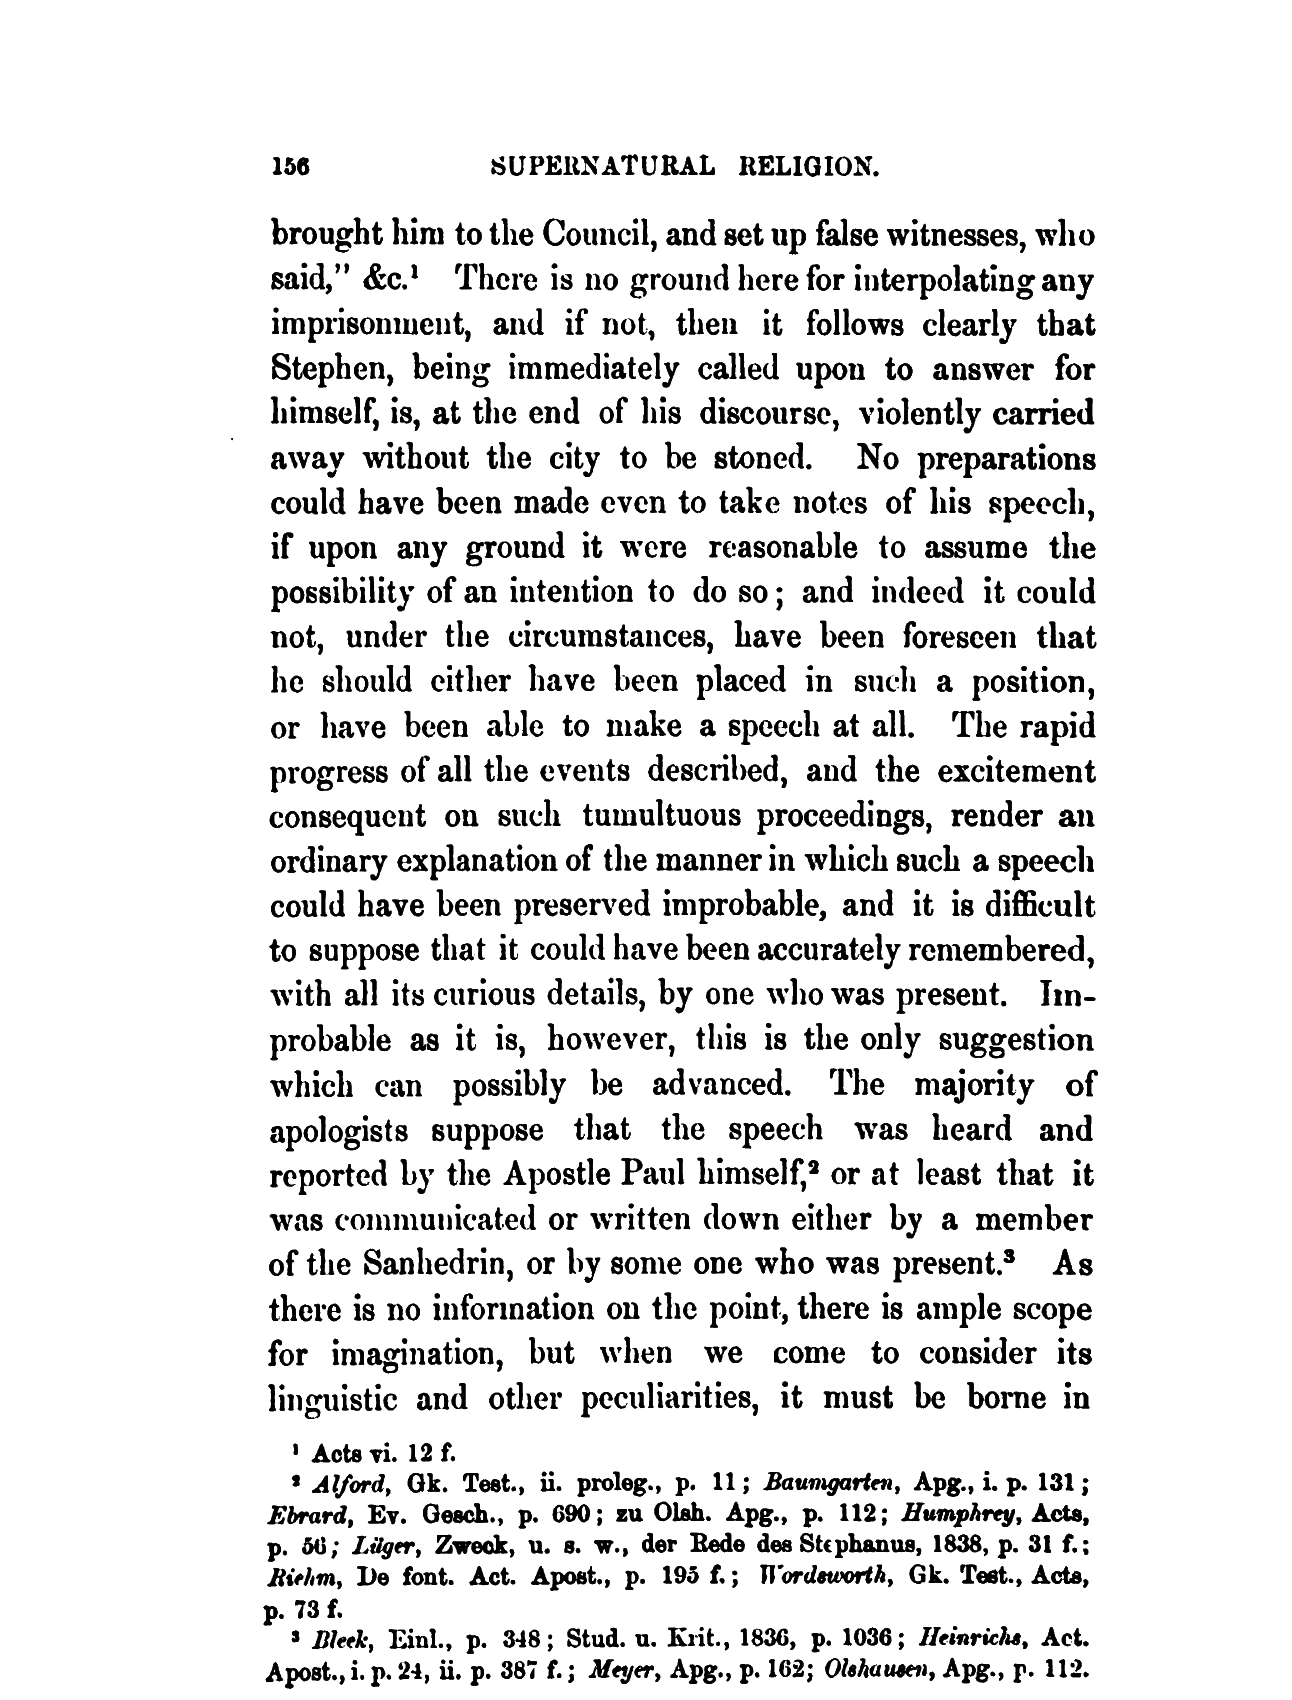 156 SUPERNATURAL RELIGION.
brought him to the Council, and set up false witnesses, who
said,” &c.¹ There is no ground here for interpolating any
imprisonment, and if not, then it follows clearly that
Stephen, being immediately called upon to answer for
himself, is, at the end of his discourse, violently carried
away without the city to be stoned. No preparations
could have been made even to take notes of his speech,
if upon any ground it were reasonable to assume the
possibility of an intention to do so; and indeed it could
not, under the circumstances, have been foreseen that
he should either have been placed in such a position,
or have been able to make a speech at all. The rapid
progress of all the events described, and the excitement
consequent on such tumultuous proceedings, render an
ordinary explanation of the manner in which such a speech
could have been preserved improbable, and it is difficult
to suppose that it could have been accurately remembered,
with all its curious details, by one who was present. Im-
probable as it is, however, this is the only suggestion
which can possibly be advanced. The majority of
apologists suppose that the speech was heard and
reported by the Apostle Paul himself,² or at least that it
was communicated or written down either by a member
of the Sanhedrin, or by some one who was present.³ As
there is no information on the point, there is ample scope
for imagination, but when we come to consider its
linguistic and other peculiarities, it must be borne in
¹ Acts vi. 12 f.
² Alford, Gk. Test., ii. proleg., p. 11; Baumgarten, Apg., i. p. 131;
Ebrard, Ev. Gesch., p. 690; zu Olsh. Apg., p. 112; Humphrey, Acts,
p. 56; Lüger, Zweck, u. s. w., der Rede des Stephanus, 1838, p. 31 f.;
Riehm, De font. Act. Apost., p. 195 f.; Wordsworth, Gk. Test., Acts,
p. 73 f.
³ Bleek, Einl., p. 348; Stud. u. Krit., 1836, p. 1036; Heinrichs, Act.
Apost., i. p. 24, ii. p. 387 f.; Meyer, Apg., p. 162; Olshausen, Apg., p. 112.